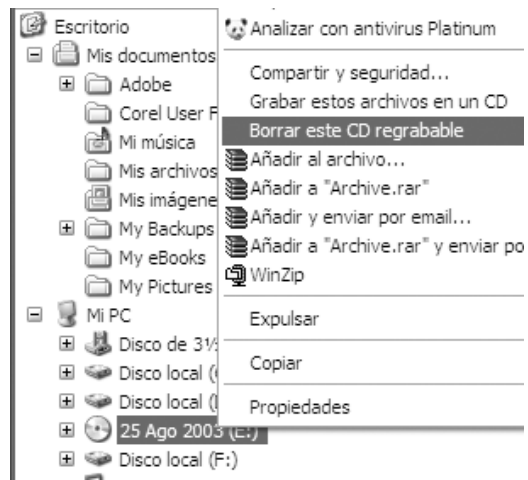 Escritorio
Mis documentos
Adobe
Corel User F
Mi música
Mis archivos
Mis imágene
My Backups
My eBooks
My Pictures
Mi PC
Disco de 3½
Disco local (
Disco local (
25 Ago 2003 (E:)
Disco local (F:)
Analizar con antivirus Platinum
Compartir y seguridad...
Grabar estos archivos en un CD
Borrar este CD regrabable
Añadir al archivo...
Añadir a "Archive.rar"
Añadir y enviar por email...
Añadir a "Archive.rar" y enviar po
WinZip
Expulsar
Copiar
Propiedades